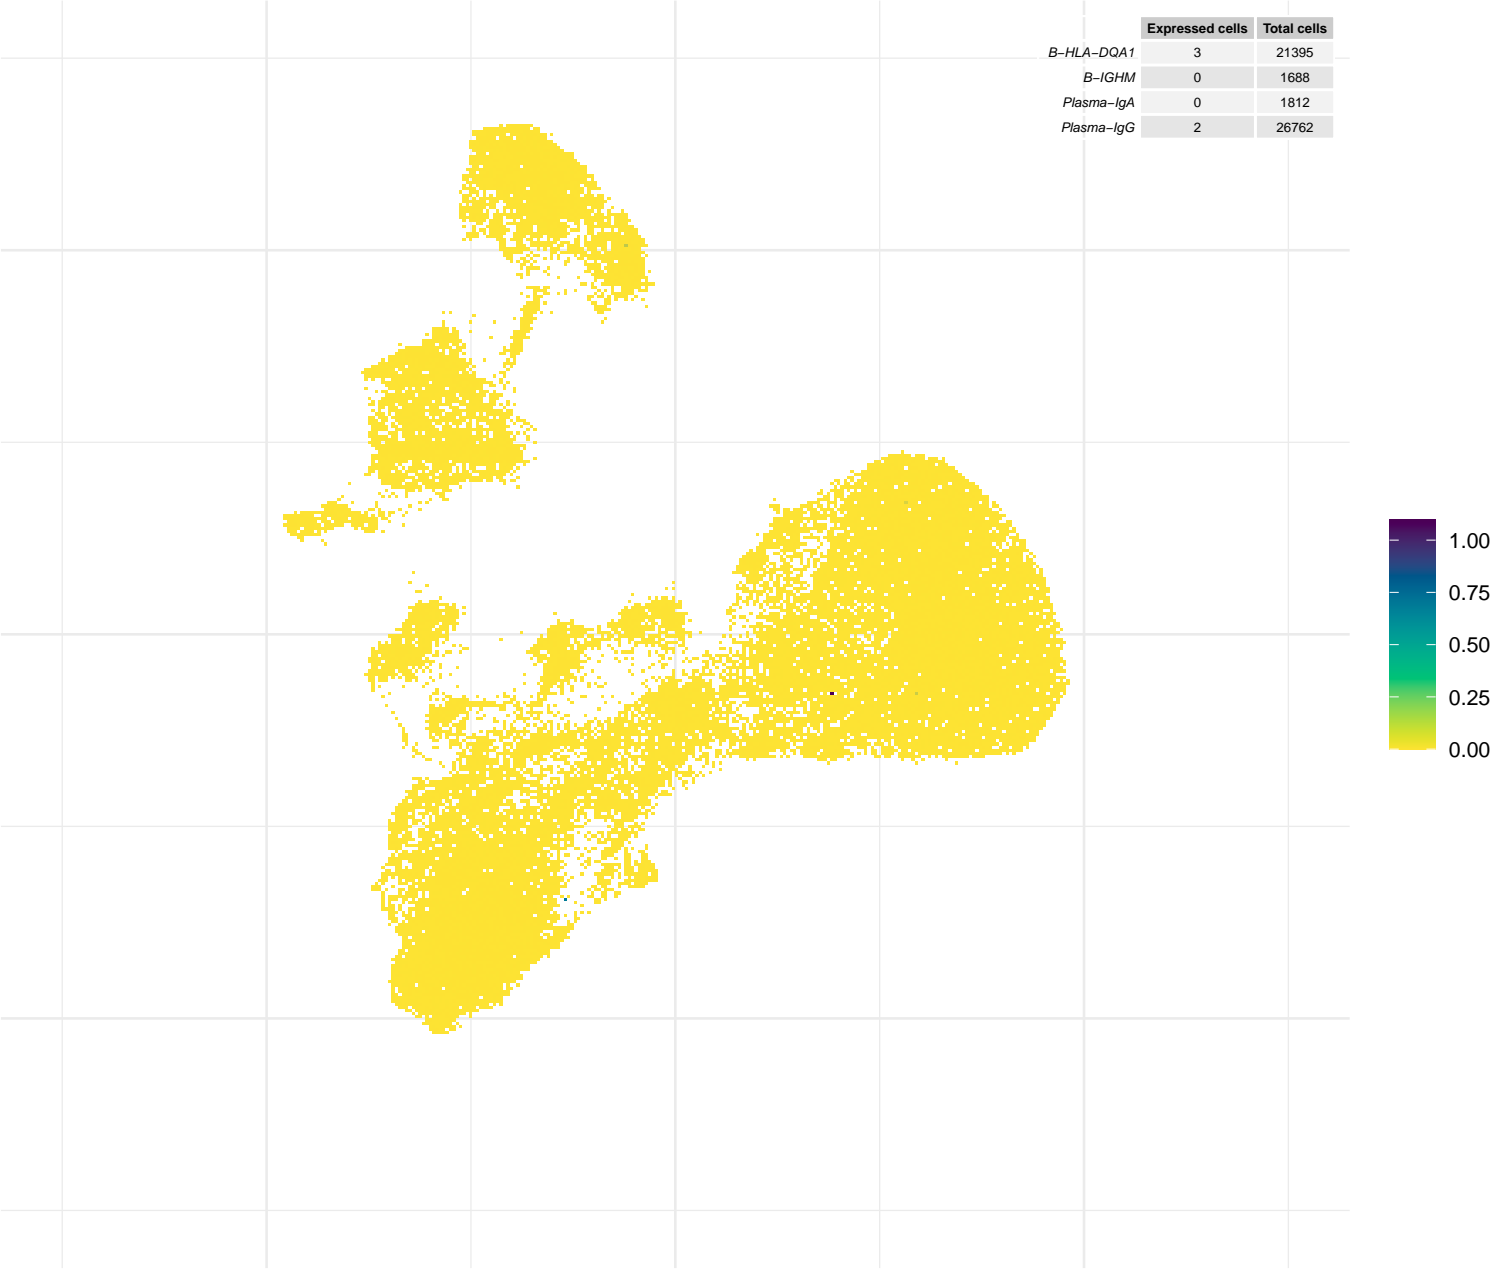 Expressed cells Total cells
B−HLA−DQA1 3 21395
B−IGHM 0 1688
Plasma−IgA 0 1812
Plasma−IgG 2 26762
1.00
0.75
0.50
0.25
0.00